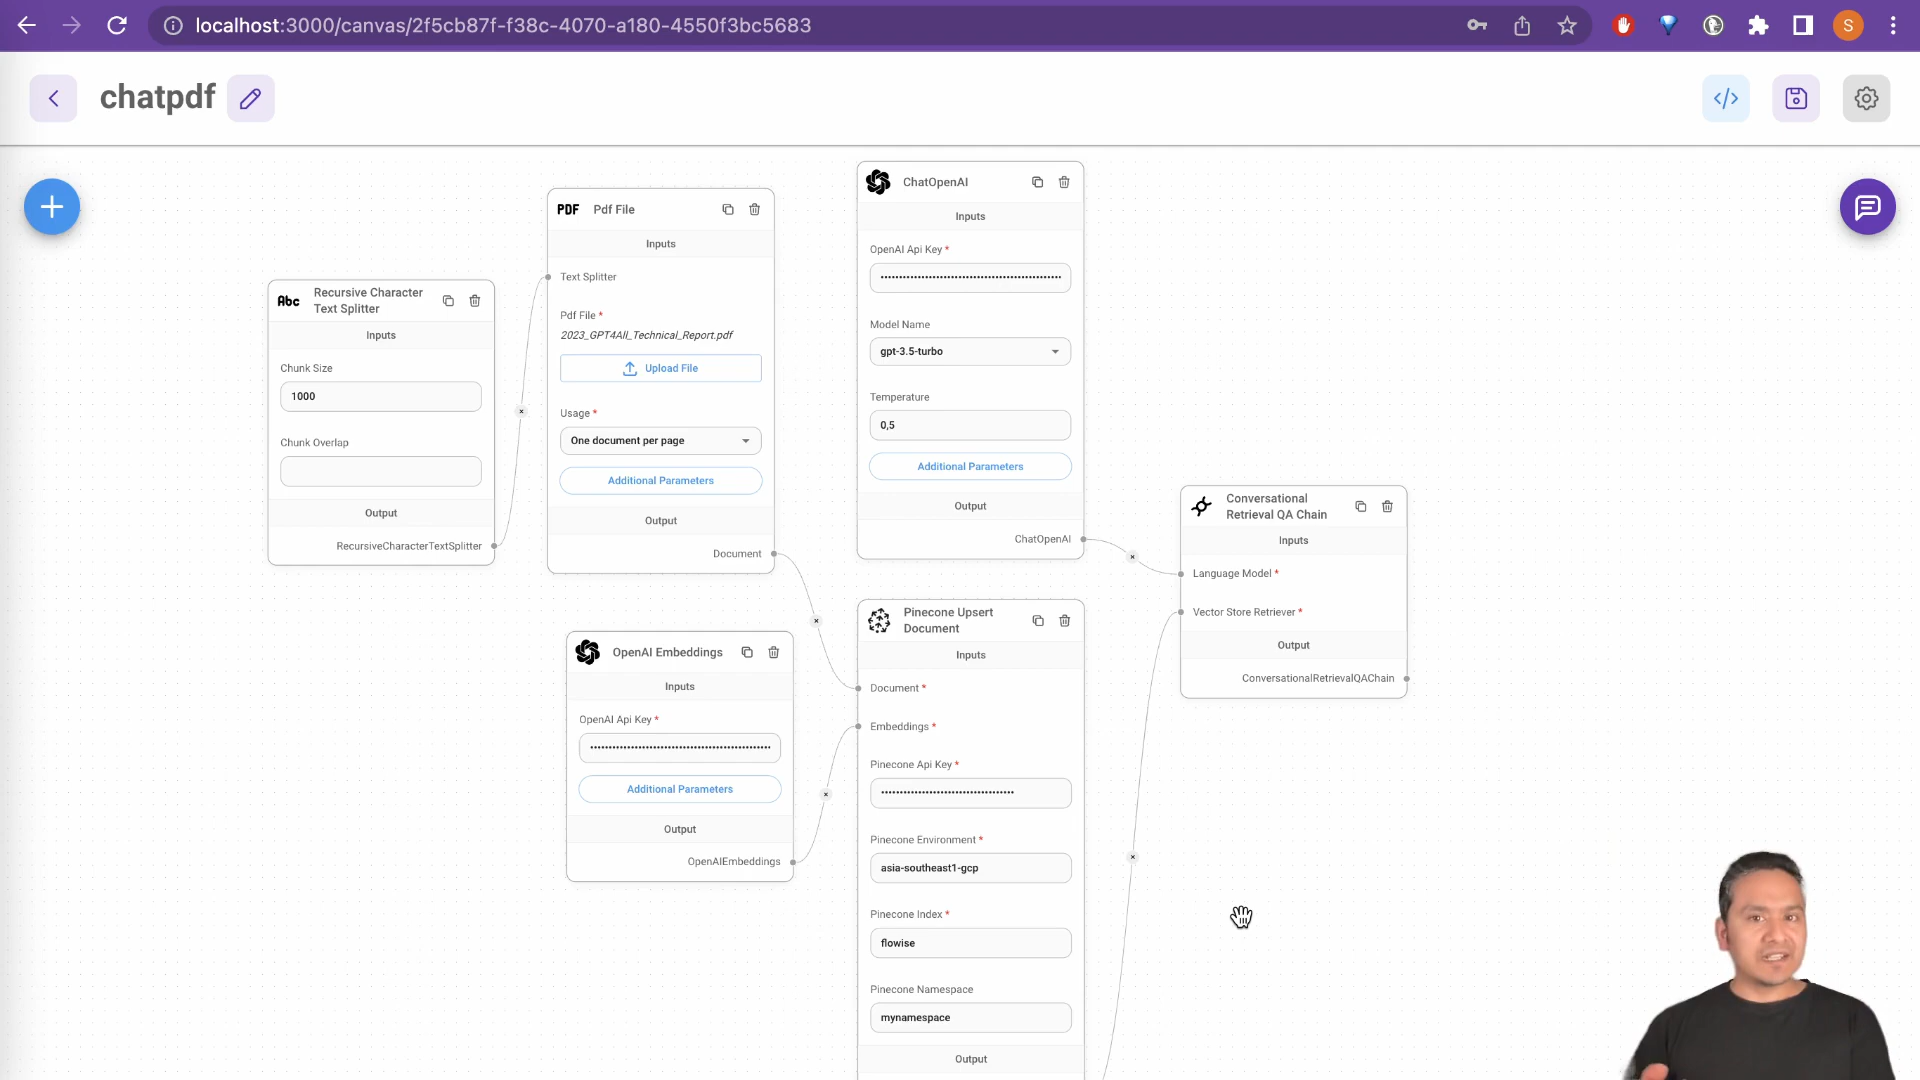 localhost:3000/canvas/2f5cb87f-f38c-4070-a180-4550f3bc5683
S
chatpdf
</>
Abc
Recursive Character
Text Splitter
Inputs
Chunk Size
1000
Chunk Overlap
Output
RecursiveCharacterTextSplitter
PDF
Pdf File
Inputs
Text Splitter
Pdf File *
2023_GPT4All_Technical_Report.pdf
Upload File
Usage *
One document per page
Additional Parameters
Output
Document
OpenAI Embeddings
Inputs
OpenAI Api Key *
••••••••••••••••••••••••••••••••••••••••••••••••
Additional Parameters
Output
OpenAIEmbeddings
ChatOpenAI
Inputs
OpenAI Api Key *
••••••••••••••••••••••••••••••••••••••••••••••••
Model Name
gpt-3.5-turbo
Temperature
0,5
Additional Parameters
Output
ChatOpenAI
Pinecone Upsert
Document
Inputs
Document *
Embeddings *
Pinecone Api Key *
••••••••••••••••••••••••••••••••••••
Pinecone Environment *
asia-southeast1-gcp
Pinecone Index *
flowise
Pinecone Namespace
mynamespace
Output
Conversational
Retrieval QA Chain
Inputs
Language Model *
Vector Store Retriever *
Output
ConversationalRetrievalQAChain